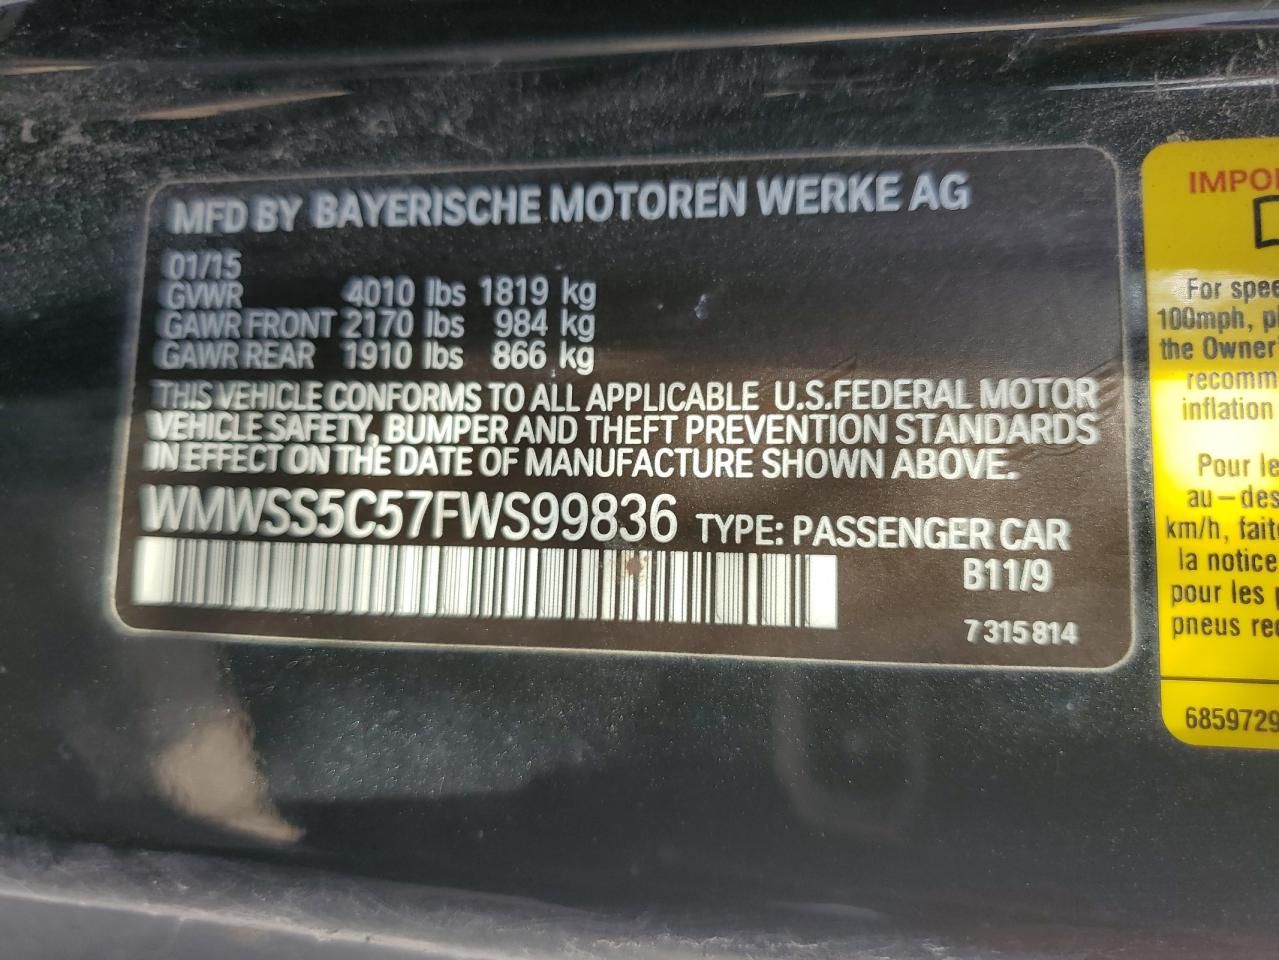 MFD BY BAYERISCHE MOTOREN WERKE AG
01/15
GVWR 4010 lbs 1819 kg
GAWR FRONT 2170 lbs 984 kg
GAWR REAR 1910 lbs 866 kg
THIS VEHICLE CONFORMS TO ALL APPLICABLE U.S.FEDERAL MOTOR
VEHICLE SAFETY, BUMPER AND THEFT PREVENTION STANDARDS
IN EFFECT ON THE DATE OF MANUFACTURE SHOWN ABOVE.
WMWSS5C57FWS99836 TYPE: PASSENGER CAR
B11/9
7 315 814
IMPO
For spee
100mph, pl
the Owner'
recomm
inflation
Pour le
au-des
km/h, fait
la notice
pour les
pneus re
6859729